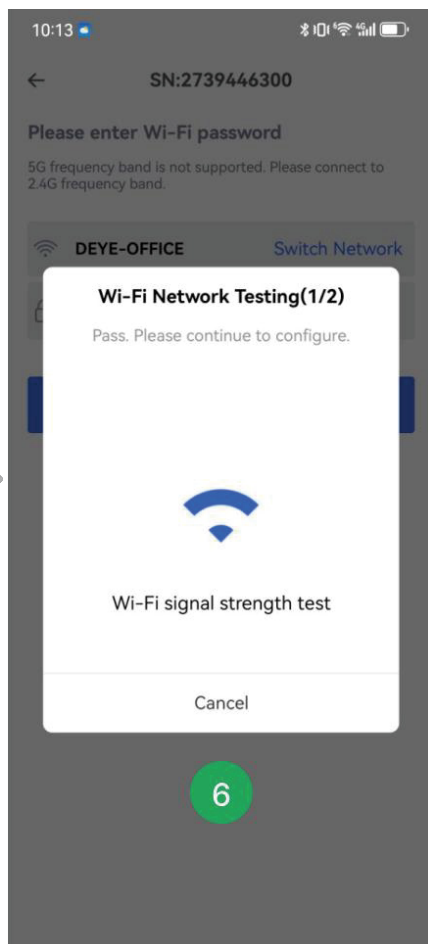 10:13
SN:2739446300
Please enter Wi-Fi password
5G frequency band is not supported. Please connect to
2.4G frequency band.
DEYE-OFFICE Switch Network
Wi-Fi Network Testing(1/2)
Pass. Please continue to configure.
Wi-Fi signal strength test
Cancel
6